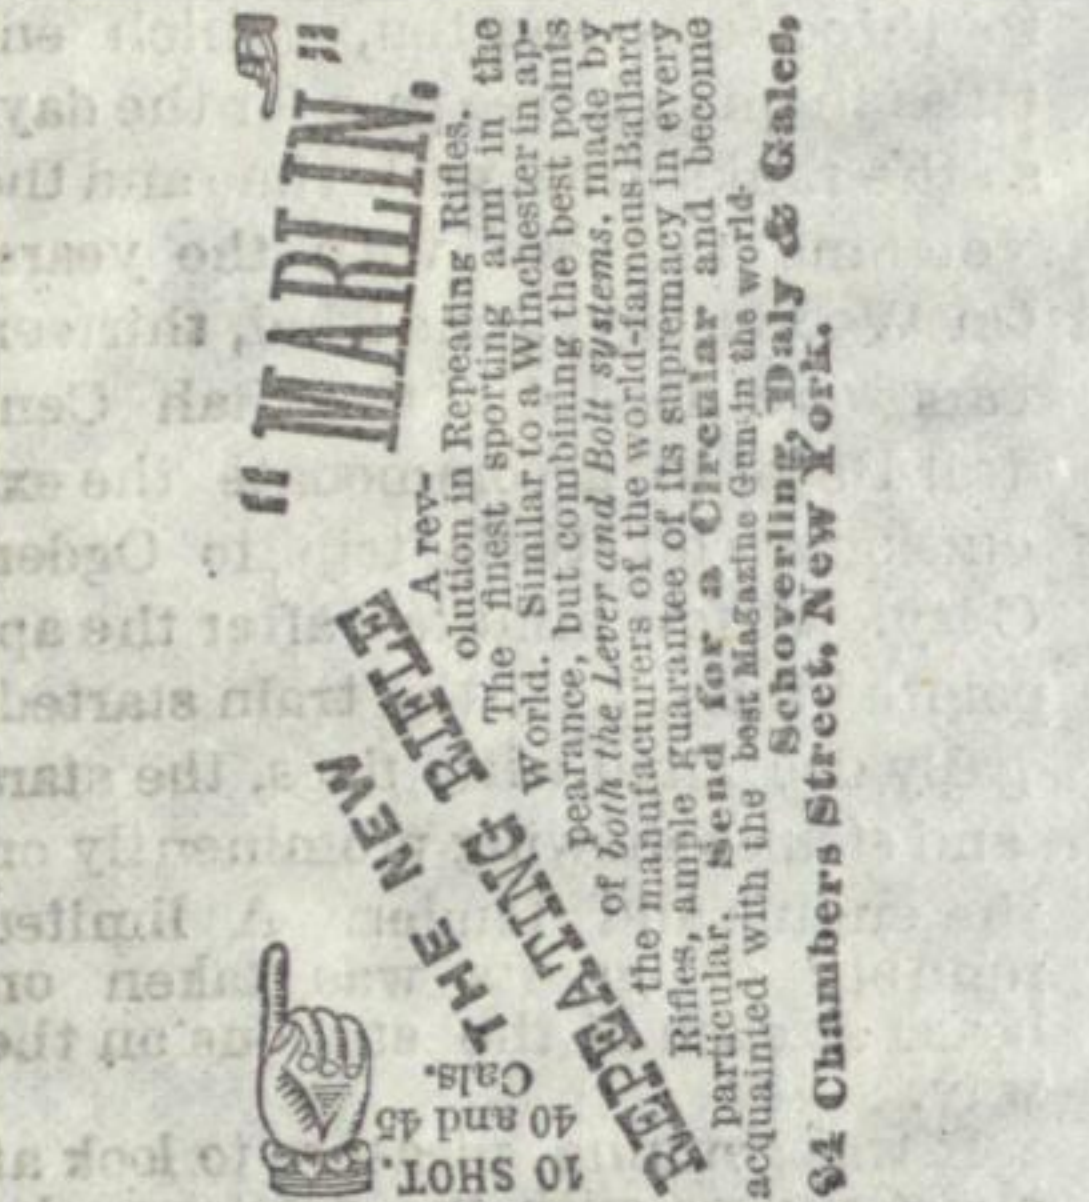 10 SHOT.
40 and 45
Cals.
THE NEW
REPEATING RIFLE
" MARLIN."
A rev-
olution in Repeating Rifles.
The finest sporting arm in the
World. Similar to a Winchester in ap-
pearance, but combining the best points
of both the Lever and Bolt systems, made by
the manufacturers of the world-famous Ballard
Rifles, ample guarantee of its supremacy in every
particular. Send for a Circular and become
acquainted with the best Magazine Gun in the world
Schoverling, Daly & Gales,
84 Chambers Street, New York.